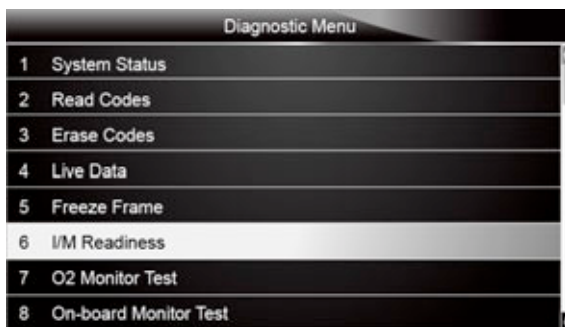 Diagnostic Menu
1 System Status
2 Read Codes
3 Erase Codes
4 Live Data
5 Freeze Frame
6 I/M Readiness
7 O2 Monitor Test
8 On-board Monitor Test